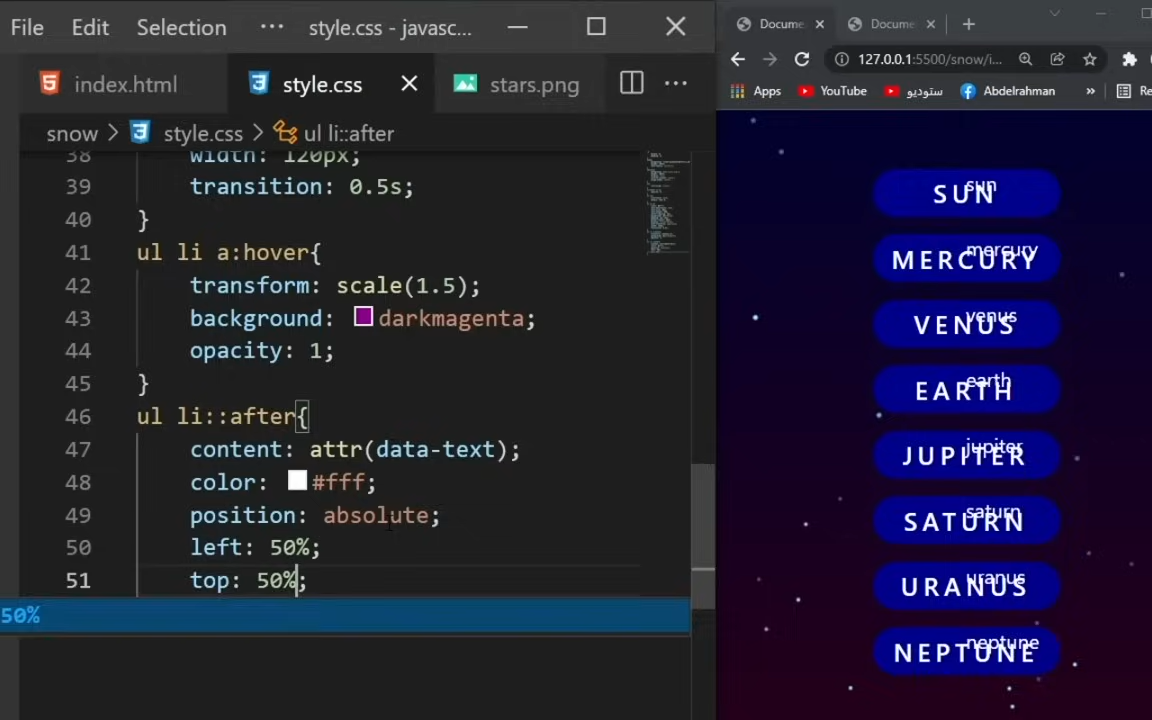 File Edit Selection ··· style.css - javasc...
index.html style.css stars.png ···
snow > style.css > ul li::after
38 width: 120px;
39 transition: 0.5s;
40 }
41 ul li a:hover{
42 transform: scale(1.5);
43 background: darkmagenta;
44 opacity: 1;
45 }
46 ul li::after{
47 content: attr(data-text);
48 color: #fff;
49 position: absolute;
50 left: 50%;
51 top: 50%;
50%
Docume Docume
127.0.0.1:5500/snow/i...
Apps YouTube ستوديو Abdelrahman » Re
SUN sun
MERCURY mercury
VENUS venus
EARTH earth
JUPITER jupiter
SATURN saturn
URANUS uranus
NEPTUNE neptune